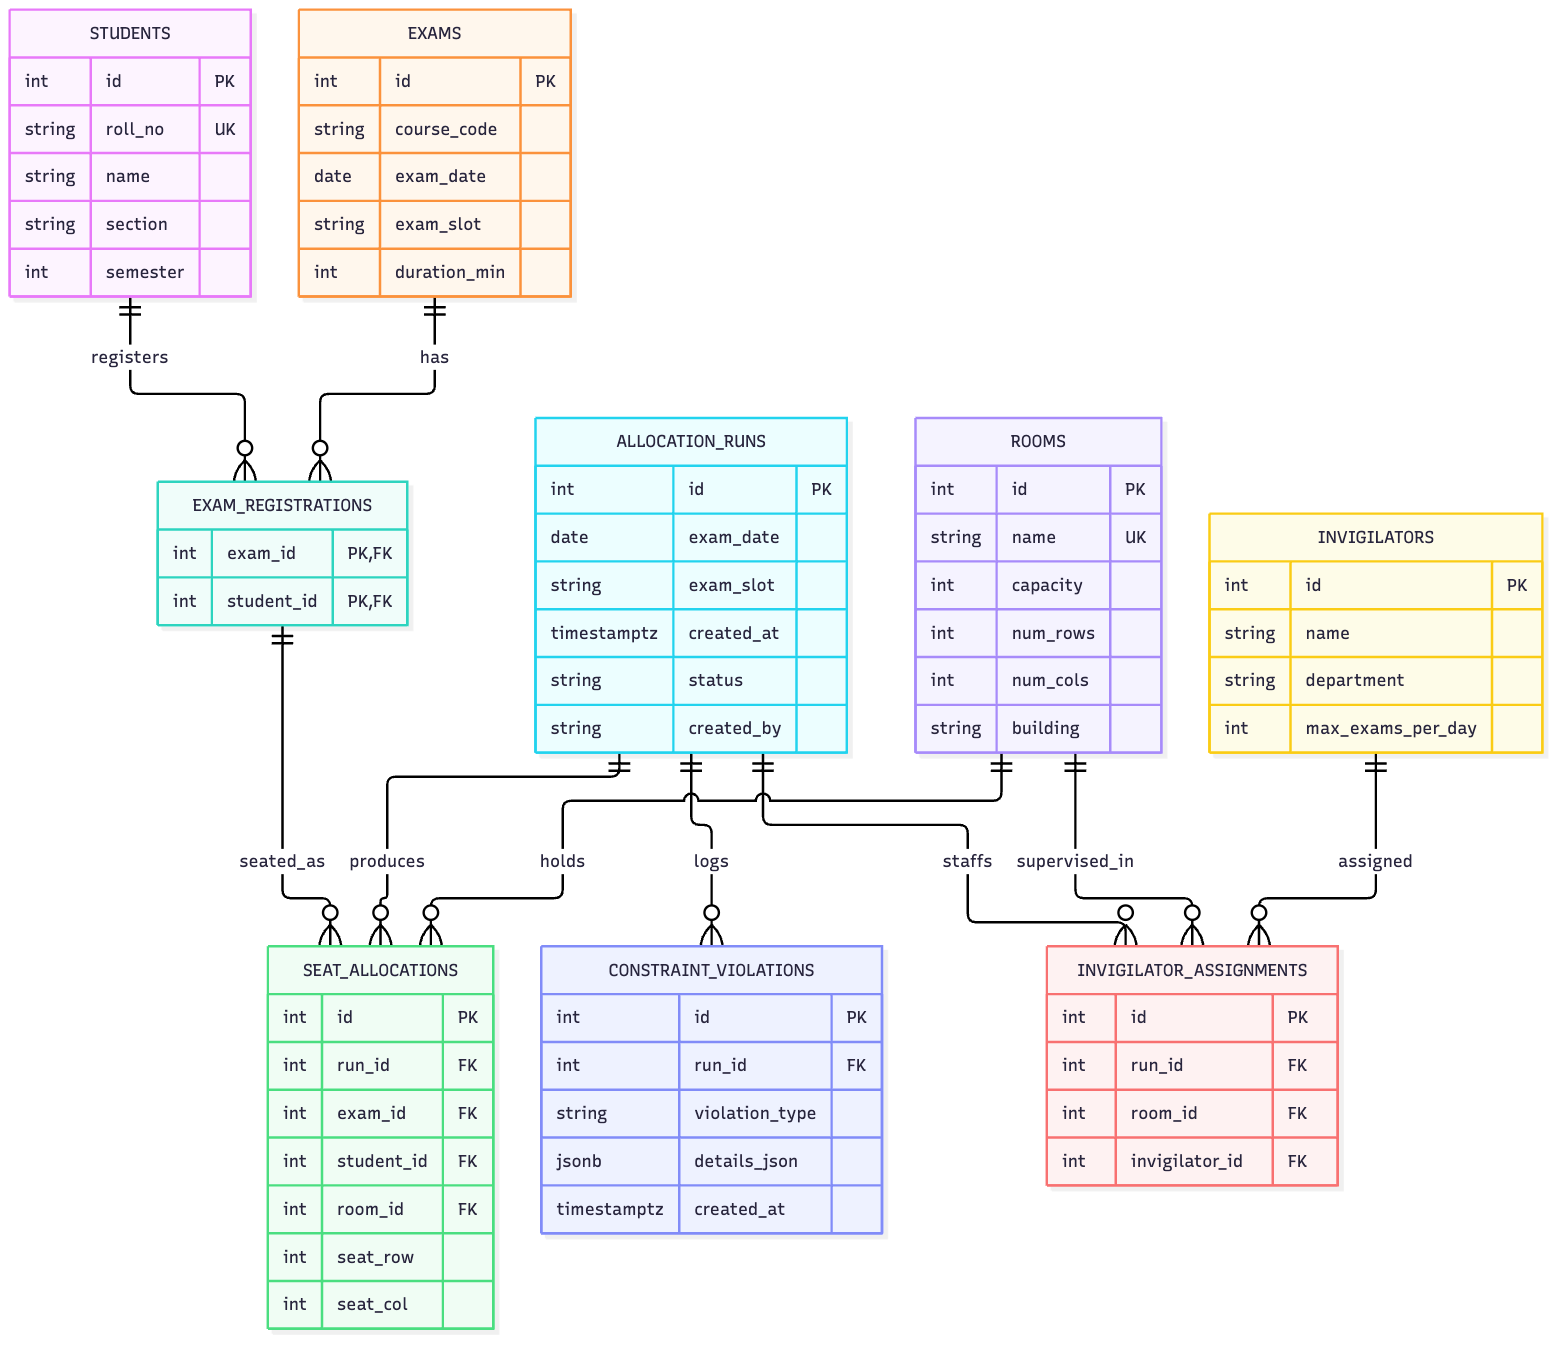 STUDENTS
int id PK
string roll_no UK
string name
string section
int semester
EXAMS
int id PK
string course_code
date exam_date
string exam_slot
int duration_min
registers
has
EXAM_REGISTRATIONS
int exam_id PK,FK
int student_id PK,FK
ALLOCATION_RUNS
int id PK
date exam_date
string exam_slot
timestamptz created_at
string status
string created_by
ROOMS
int id PK
string name UK
int capacity
int num_rows
int num_cols
string building
INVIGILATORS
int id PK
string name
string department
int max_exams_per_day
seated_as
produces
holds
logs
staffs
supervised_in
assigned
SEAT_ALLOCATIONS
int id PK
int run_id FK
int exam_id FK
int student_id FK
int room_id FK
int seat_row
int seat_col
CONSTRAINT_VIOLATIONS
int id PK
int run_id FK
string violation_type
jsonb details_json
timestamptz created_at
INVIGILATOR_ASSIGNMENTS
int id PK
int run_id FK
int room_id FK
int invigilator_id FK